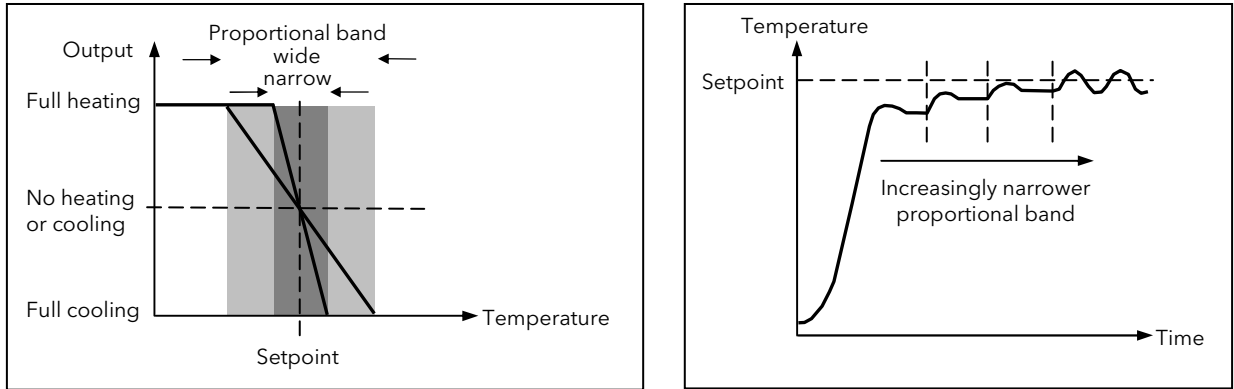 Proportional band
wide
narrow
Output
Full heating
No heating
or cooling
Full cooling
Temperature
Setpoint
Temperature
Setpoint
Increasingly narrower
proportional band
Time